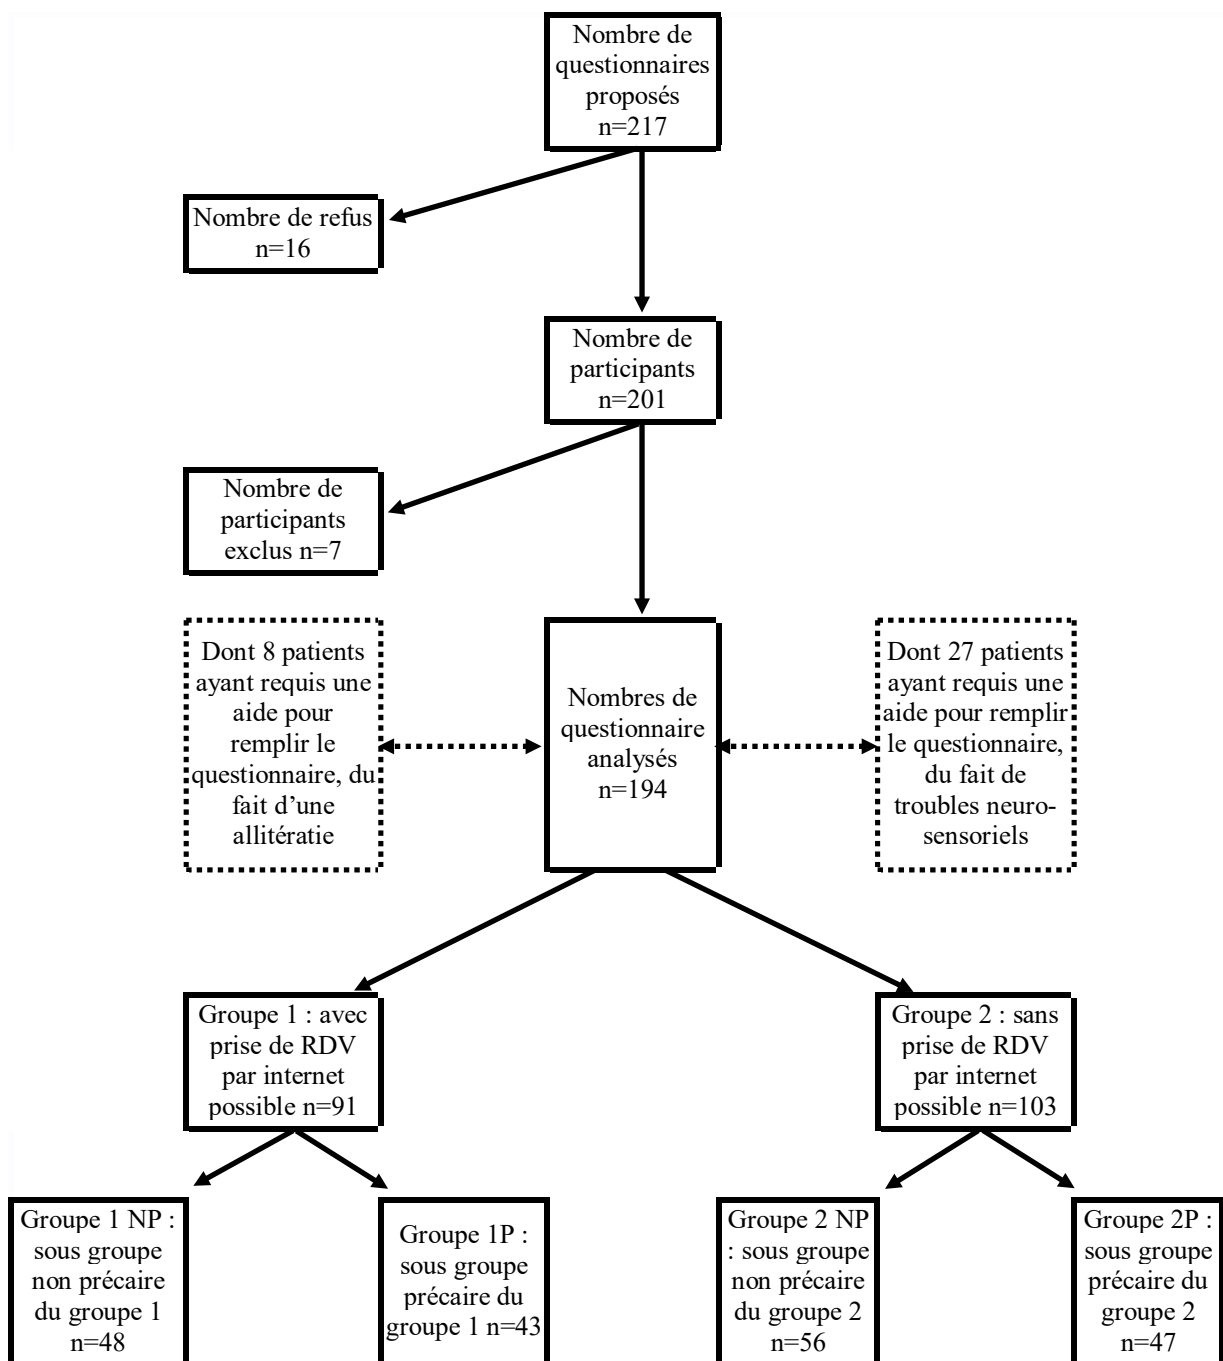 Nombre de
questionnaires
proposés
n=217
Nombre de refus
n=16
Nombre de
participants
n=201
Nombre de
participants
exclus n=7
Dont 8 patients
ayant requis une
aide pour
remplir le
questionnaire, du
fait d’une
allitératie
Nombres de
questionnaire
analysés
n=194
Dont 27 patients
ayant requis une
aide pour remplir
le questionnaire,
du fait de
troubles neuro-
sensoriels
Groupe 1 : avec
prise de RDV
par internet
possible n=91
Groupe 2 : sans
prise de RDV
par internet
possible n=103
Groupe 1 NP :
sous groupe
non précaire
du groupe 1
n=48
Groupe 1P :
sous groupe
précaire du
groupe 1 n=43
Groupe 2 NP
: sous groupe
non précaire
du groupe 2
n=56
Groupe 2P :
sous groupe
précaire du
groupe 2
n=47